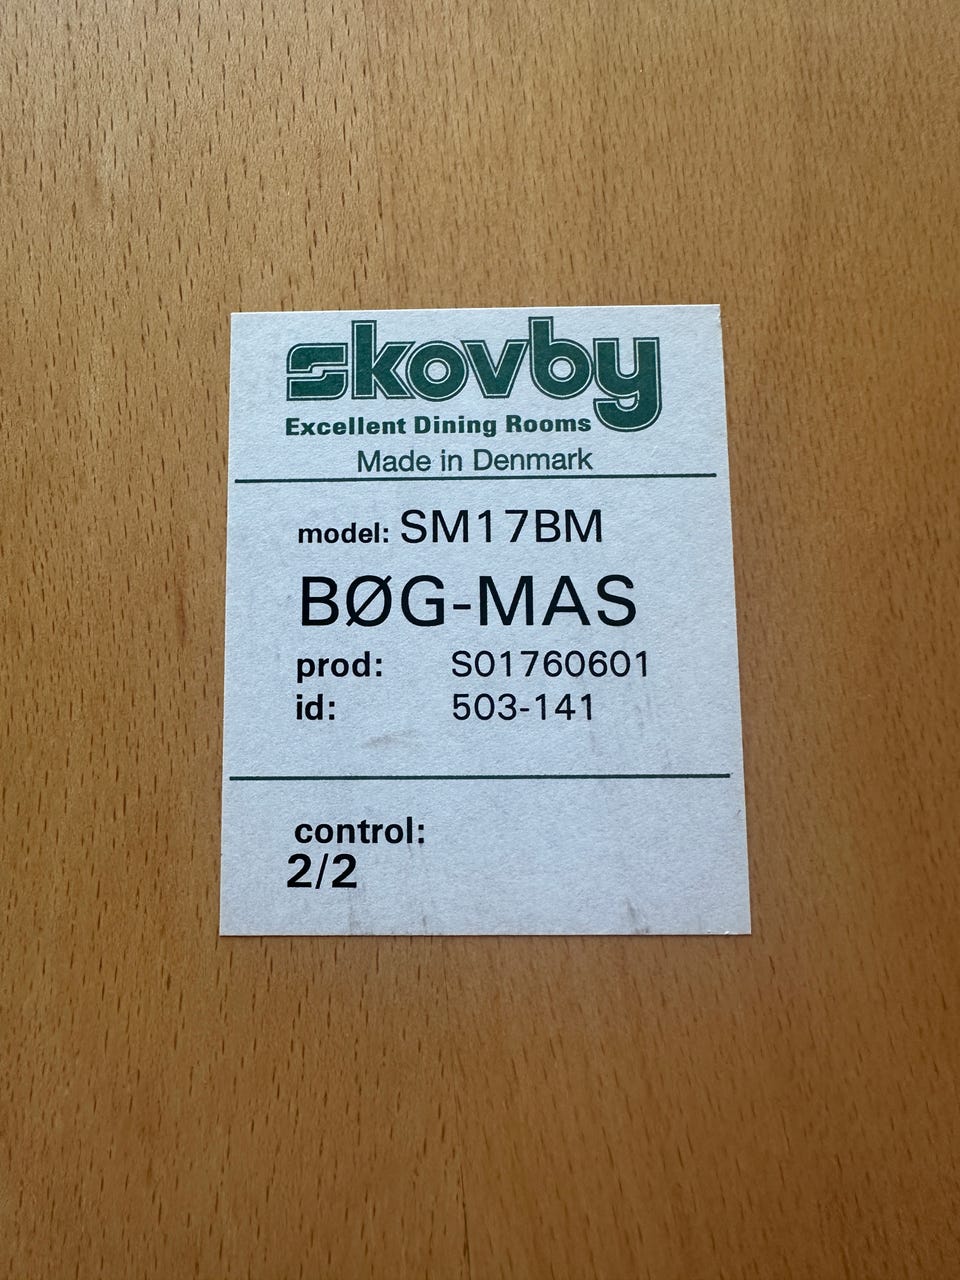 skovby
Excellent Dining Rooms
Made in Denmark
model: SM17BM
BØG-MAS
prod: S01760601
id: 503-141
control:
2/2